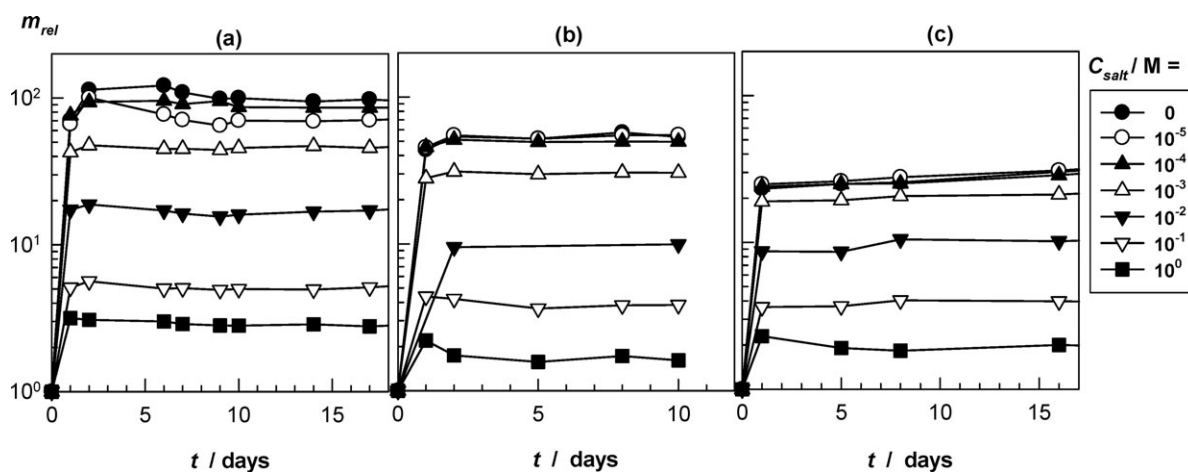 m_rel
(a) (b) (c)
C_salt / M =
0
10^-5
10^-4
10^-3
10^-2
10^-1
10^0
10^2
10^1
10^0
0 5 10 15
0 5 10
0 5 10 15
t / days t / days t / days